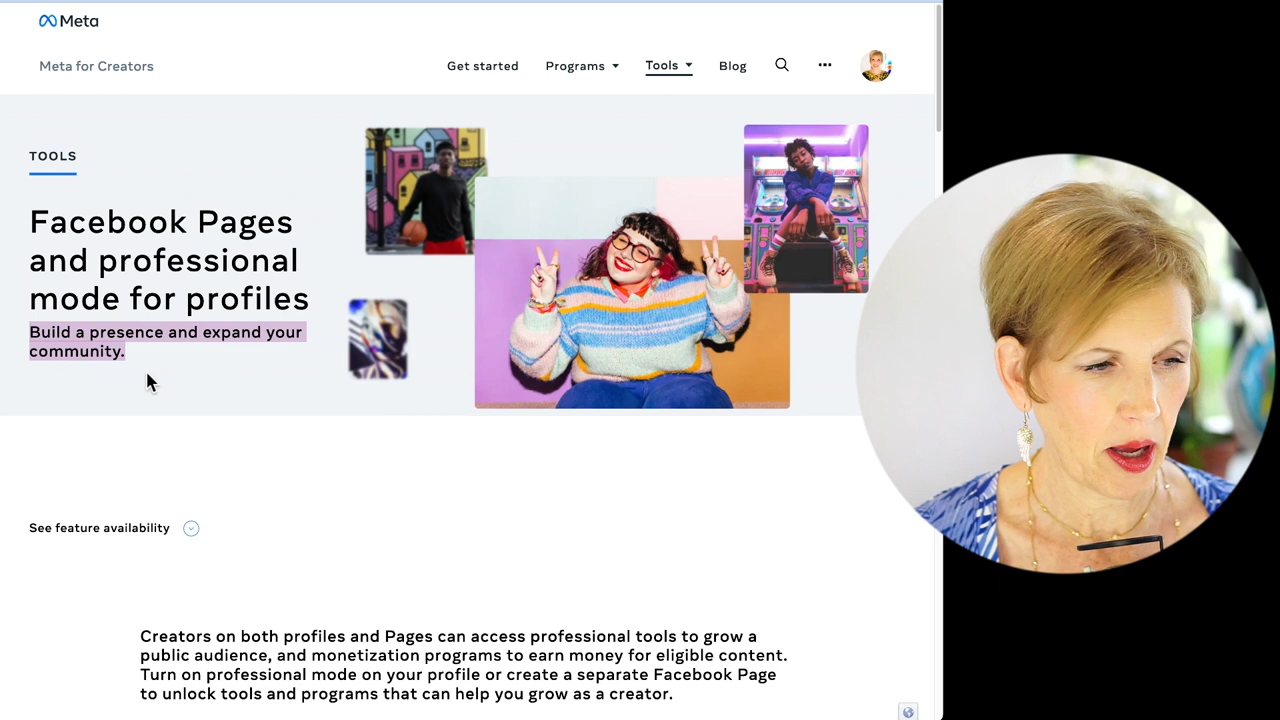 Meta
Meta for Creators
Get started
Programs
Tools
Blog
TOOLS
Facebook Pages
and professional
mode for profiles
Build a presence and expand your
community.
See feature availability
Creators on both profiles and Pages can access professional tools to grow a
public audience, and monetization programs to earn money for eligible content.
Turn on professional mode on your profile or create a separate Facebook Page
to unlock tools and programs that can help you grow as a creator.